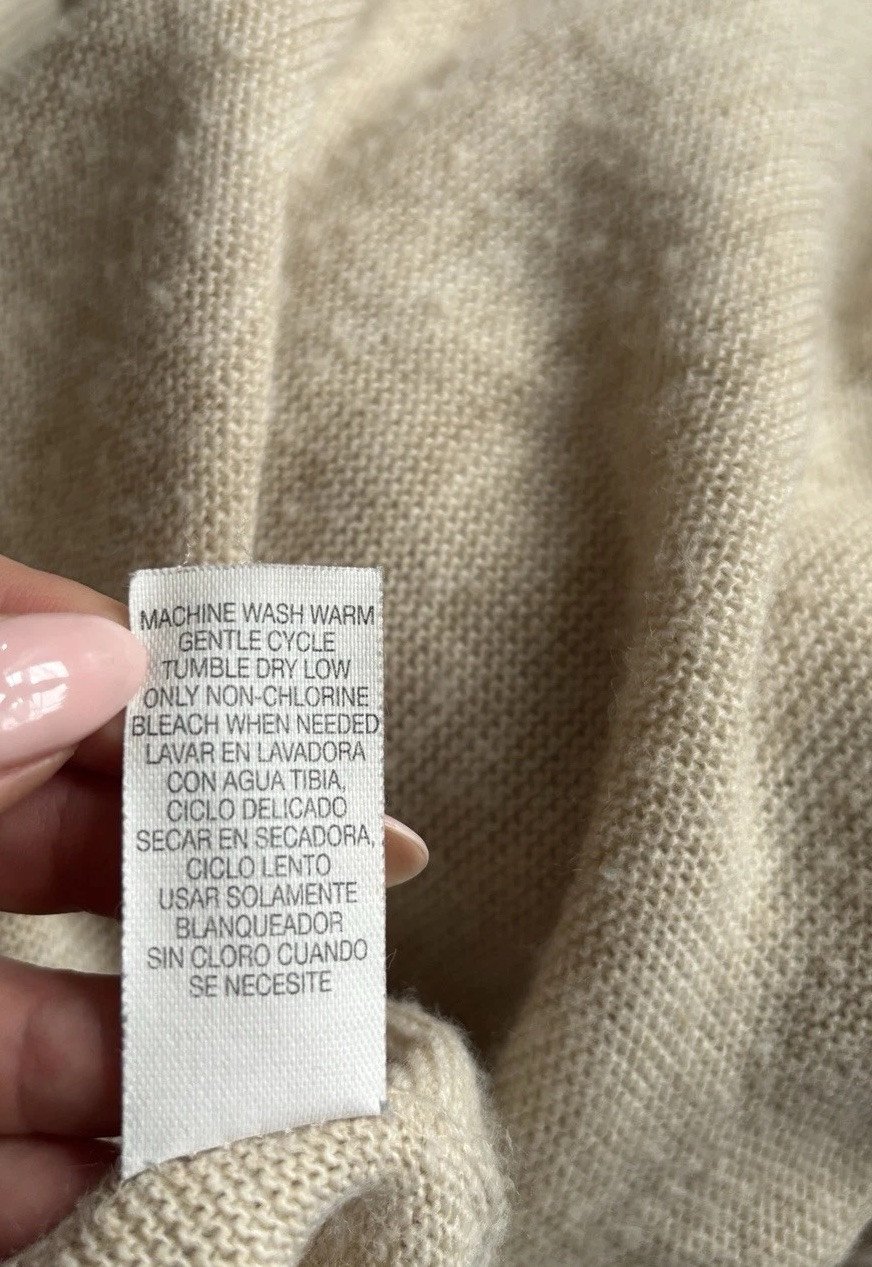 MACHINE WASH WARM
GENTLE CYCLE
TUMBLE DRY LOW
ONLY NON-CHLORINE
BLEACH WHEN NEEDED
LAVAR EN LAVADORA
CON AGUA TIBIA,
CICLO DELICADO
SECAR EN SECADORA,
CICLO LENTO
USAR SOLAMENTE
BLANQUEADOR
SIN CLORO CUANDO
SE NECESITE